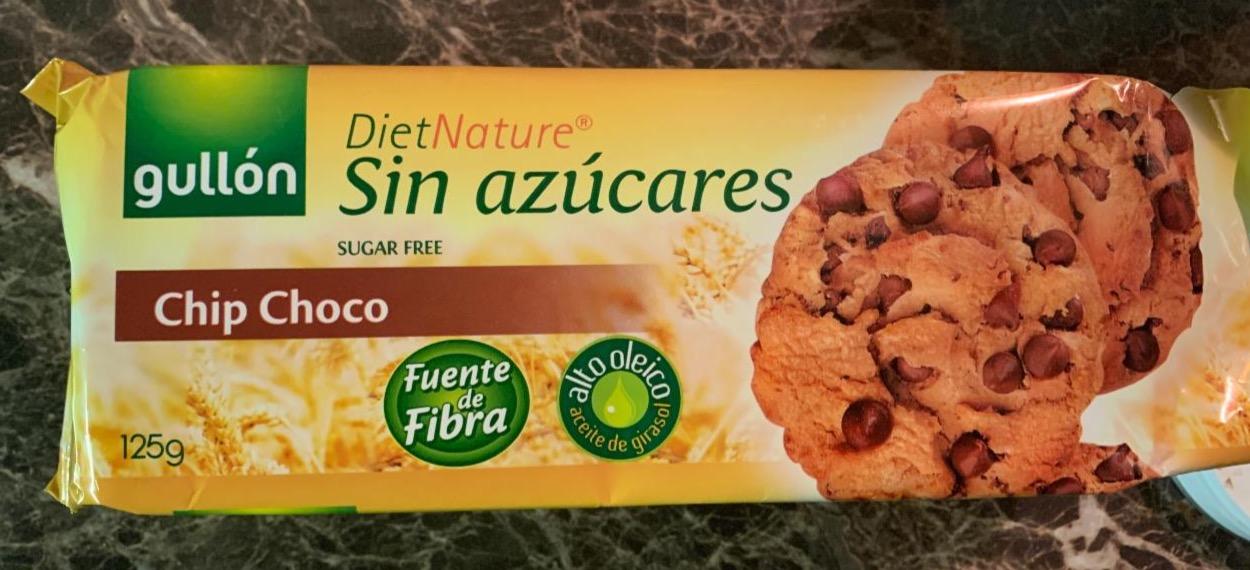 gullón
DietNature®
Sin azúcares
SUGAR FREE
Chip Choco
Fuente
de
Fibra
alto oleico
aceite de girasol
125g